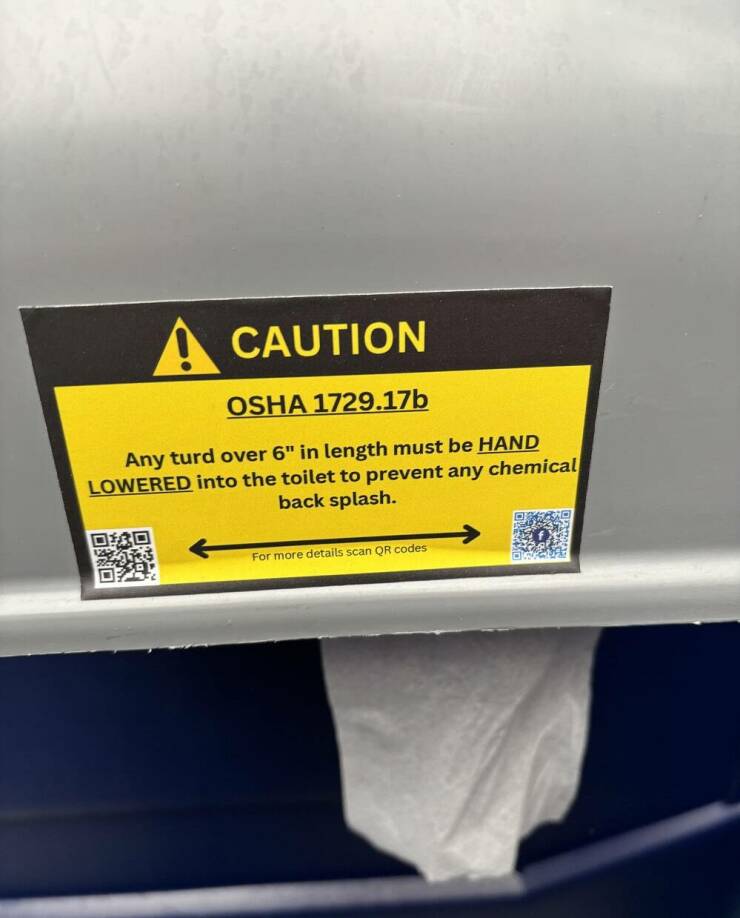 CAUTION
OSHA 1729.17b
Any turd over 6" in length must be HAND
LOWERED into the toilet to prevent any chemical
back splash.
For more details scan QR codes
f